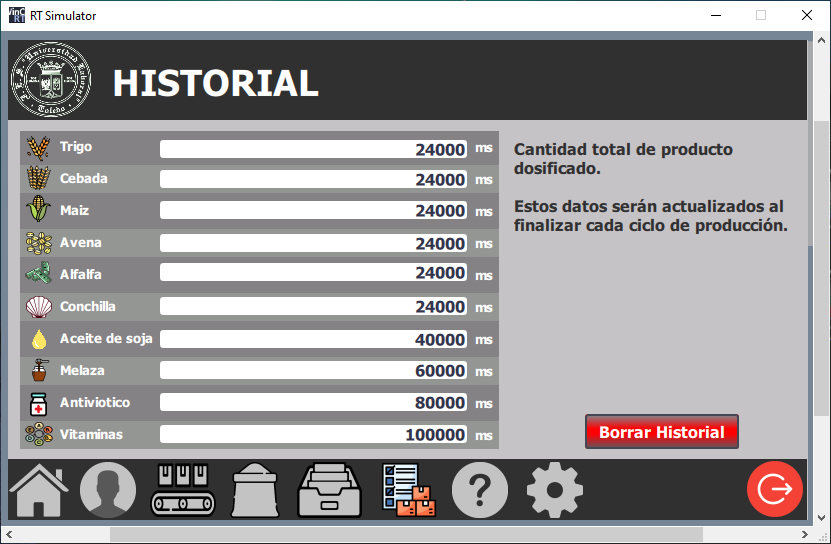 RT Simulator
HISTORIAL
Trigo 24000 ms
Cebada 24000 ms
Maiz 24000 ms
Avena 24000 ms
Alfalfa 24000 ms
Conchilla 24000 ms
Aceite de soja 40000 ms
Melaza 60000 ms
Antiviotico 80000 ms
Vitaminas 100000 ms
Cantidad total de producto
dosificado.
Estos datos serán actualizados al
finalizar cada ciclo de producción.
Borrar Historial
?